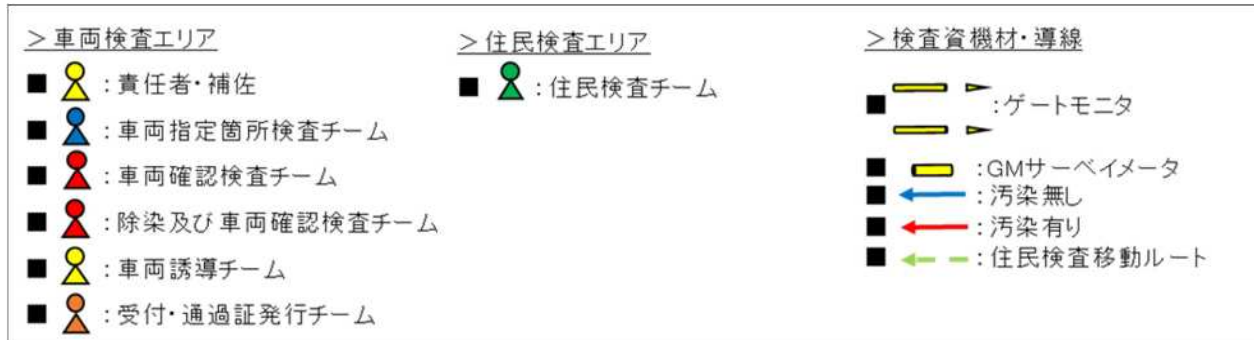 ＞車両検査エリア
■ ：責任者・補佐
■ ：車両指定箇所検査チーム
■ ：車両確認検査チーム
■ ：除染及び車両確認検査チーム
■ ：車両誘導チーム
■ ：受付・通過証発行チーム
＞住民検査エリア
■ ：住民検査チーム
＞検査資機材・導線
■ ：ゲートモニタ
■ ：GMサーベイメータ
■ ：汚染無し
■ ：汚染有り
■ ：住民検査移動ルート